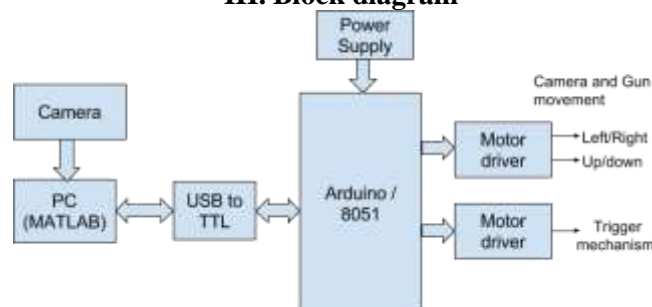 III. Block diagram
Power
Supply
Camera and Gun
movement
Camera
Motor
driver
Left/Right
Up/down
PC
(MATLAB)
USB to
TTL
Arduino /
8051
Motor
driver
Trigger
mechanism